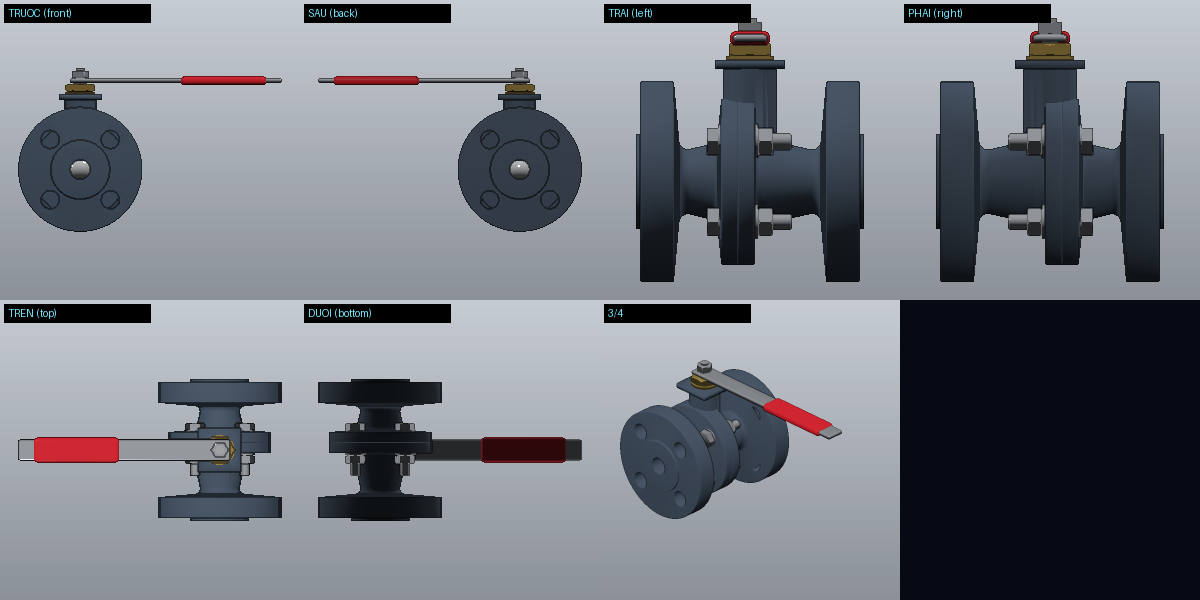 TRUOC (front)
SAU (back)
TRAI (left)
PHAI (right)
TREN (top)
DUOI (bottom)
3/4